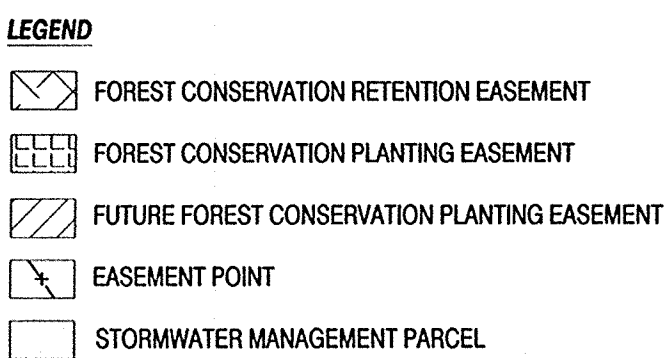 LEGEND
FOREST CONSERVATION RETENTION EASEMENT
FOREST CONSERVATION PLANTING EASEMENT
FUTURE FOREST CONSERVATION PLANTING EASEMENT
EASEMENT POINT
STORMWATER MANAGEMENT PARCEL